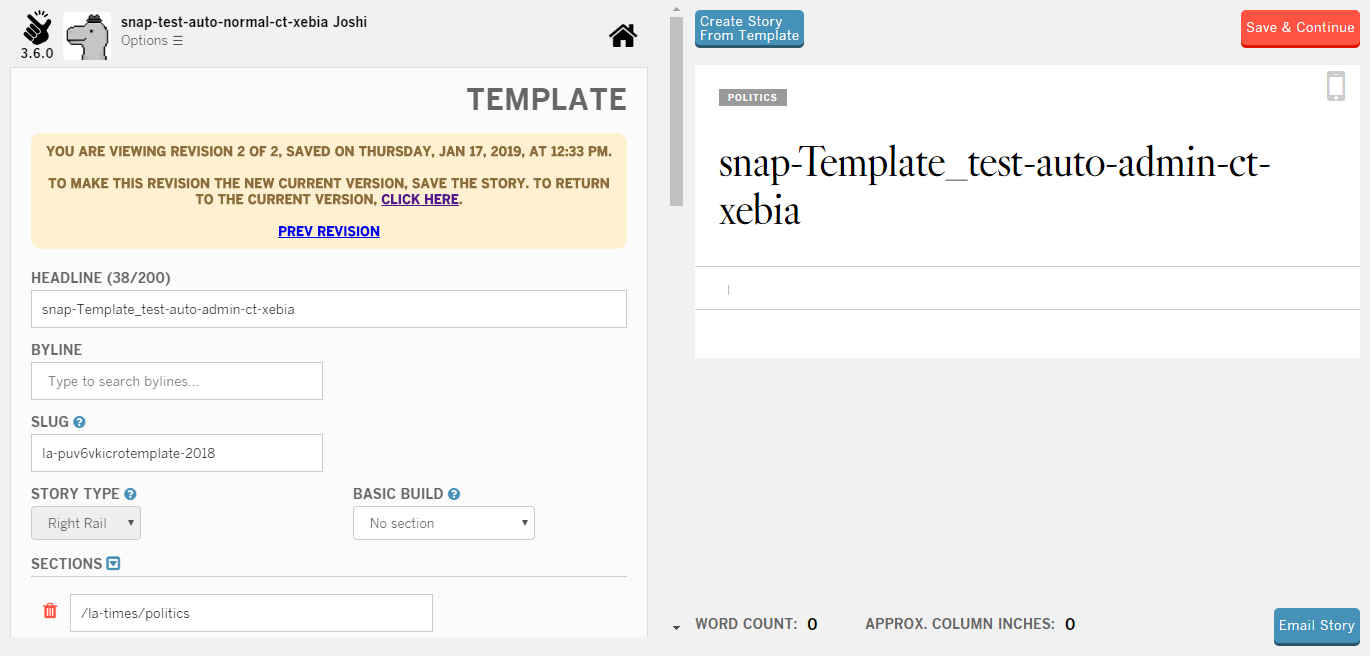 snap-test-auto-normal-ct-xebia Joshi
Options ☰
3.6.0
TEMPLATE
YOU ARE VIEWING REVISION 2 OF 2, SAVED ON THURSDAY, JAN 17, 2019, AT 12:33 PM.
TO MAKE THIS REVISION THE NEW CURRENT VERSION, SAVE THE STORY. TO RETURN
TO THE CURRENT VERSION, CLICK HERE.
PREV REVISION
HEADLINE (38/200)
snap-Template_test-auto-admin-ct-xebia
BYLINE
Type to search bylines...
SLUG ?
la-puv6vkicrotemplate-2018
STORY TYPE ?
Right Rail
BASIC BUILD ?
No section
SECTIONS
/la-times/politics
Create Story
From Template
Save & Continue
POLITICS
snap-Template_test-auto-admin-ct-
xebia
|
WORD COUNT: 0
APPROX. COLUMN INCHES: 0
Email Story